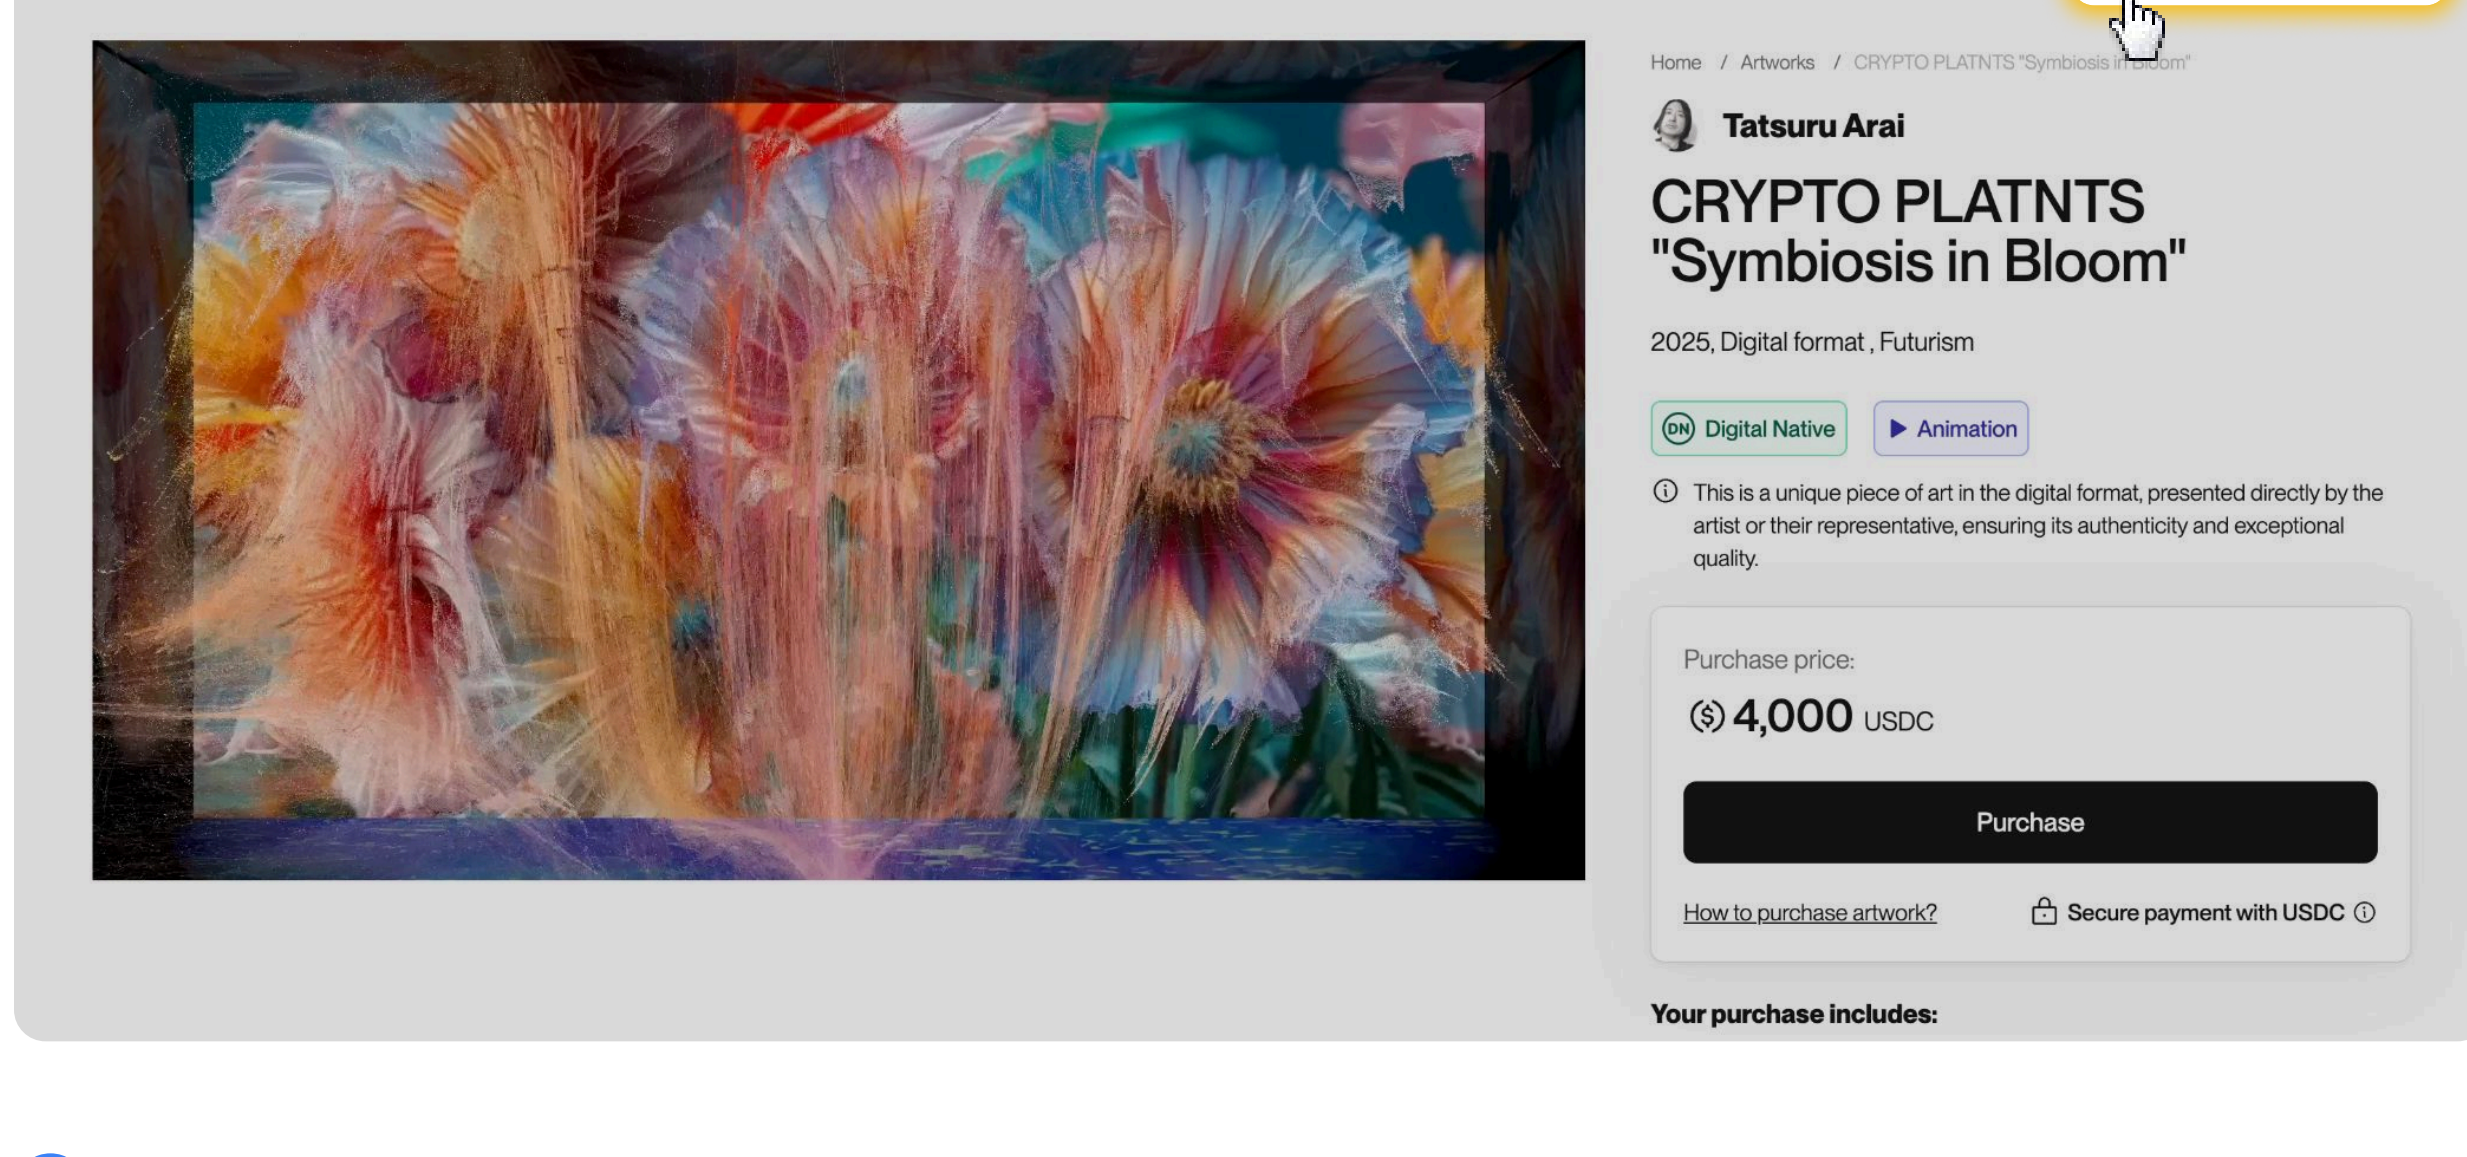 Home / Artworks / CRYPTO PLATNTS "Symbiosis in Bloom"
Tatsuru Arai
CRYPTO PLATNTS
"Symbiosis in Bloom"
2025, Digital format , Futurism
DN Digital Native Animation
This is a unique piece of art in the digital format, presented directly by the
artist or their representative, ensuring its authenticity and exceptional
quality.
Purchase price:
($) 4,000 USDC
Purchase
How to purchase artwork? Secure payment with USDC
Your purchase includes: